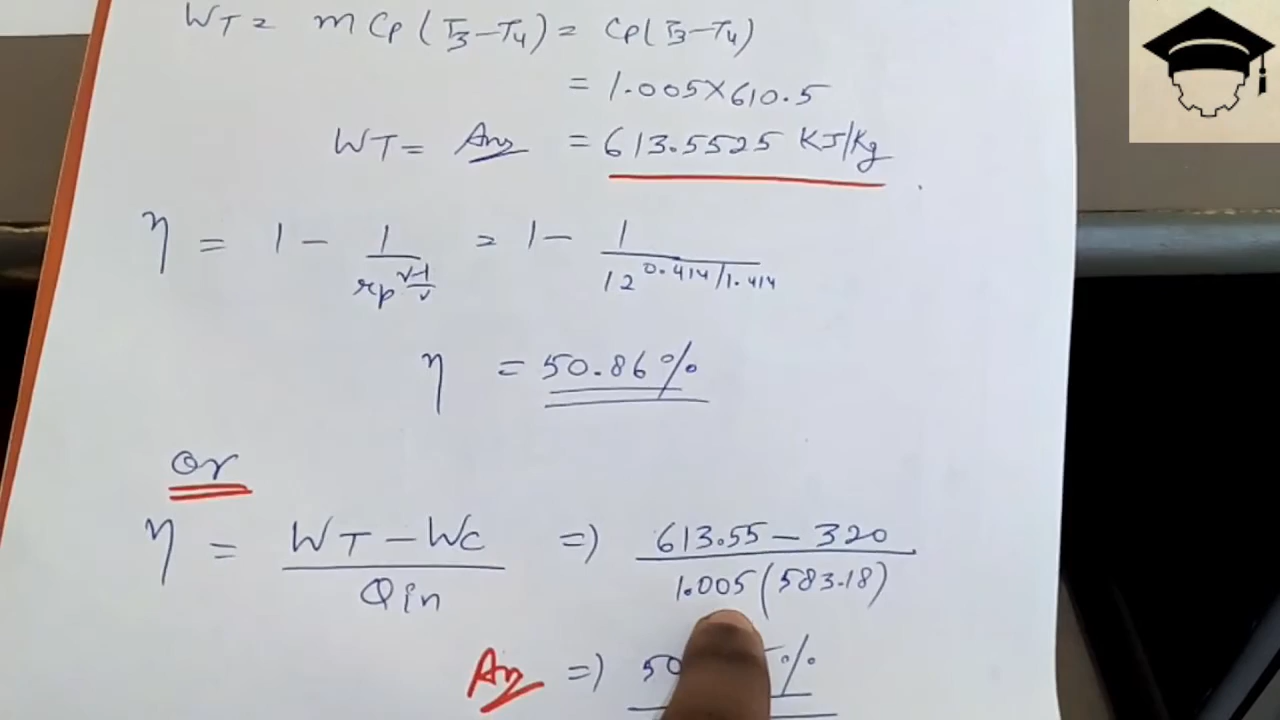 WT = m Cp (T3-T4) = Cp(T3-T4)
= 1.005×610.5
WT = Ans = 613.5525 KJ/Kg
η = 1 - 1/rp^(γ-1/γ) = 1 - 1/12^0.414/1.414
η = 50.86%
Or
η = WT - WC / Qin => 613.55 - 320 / 1.005(583.18)
Ans => 50 %